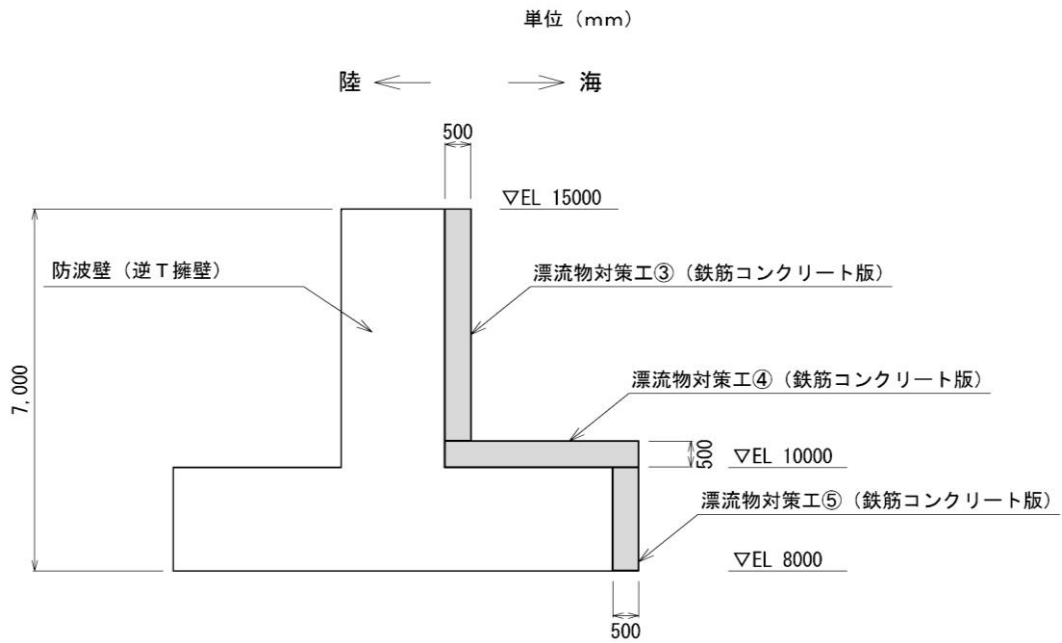 単位（mm）
陸
海
500
▽EL 15000
防波壁（逆Ｔ擁壁）
漂流物対策工③（鉄筋コンクリート版）
7,000
漂流物対策工④（鉄筋コンクリート版）
500
▽EL 10000
漂流物対策工⑤（鉄筋コンクリート版）
▽EL 8000
500